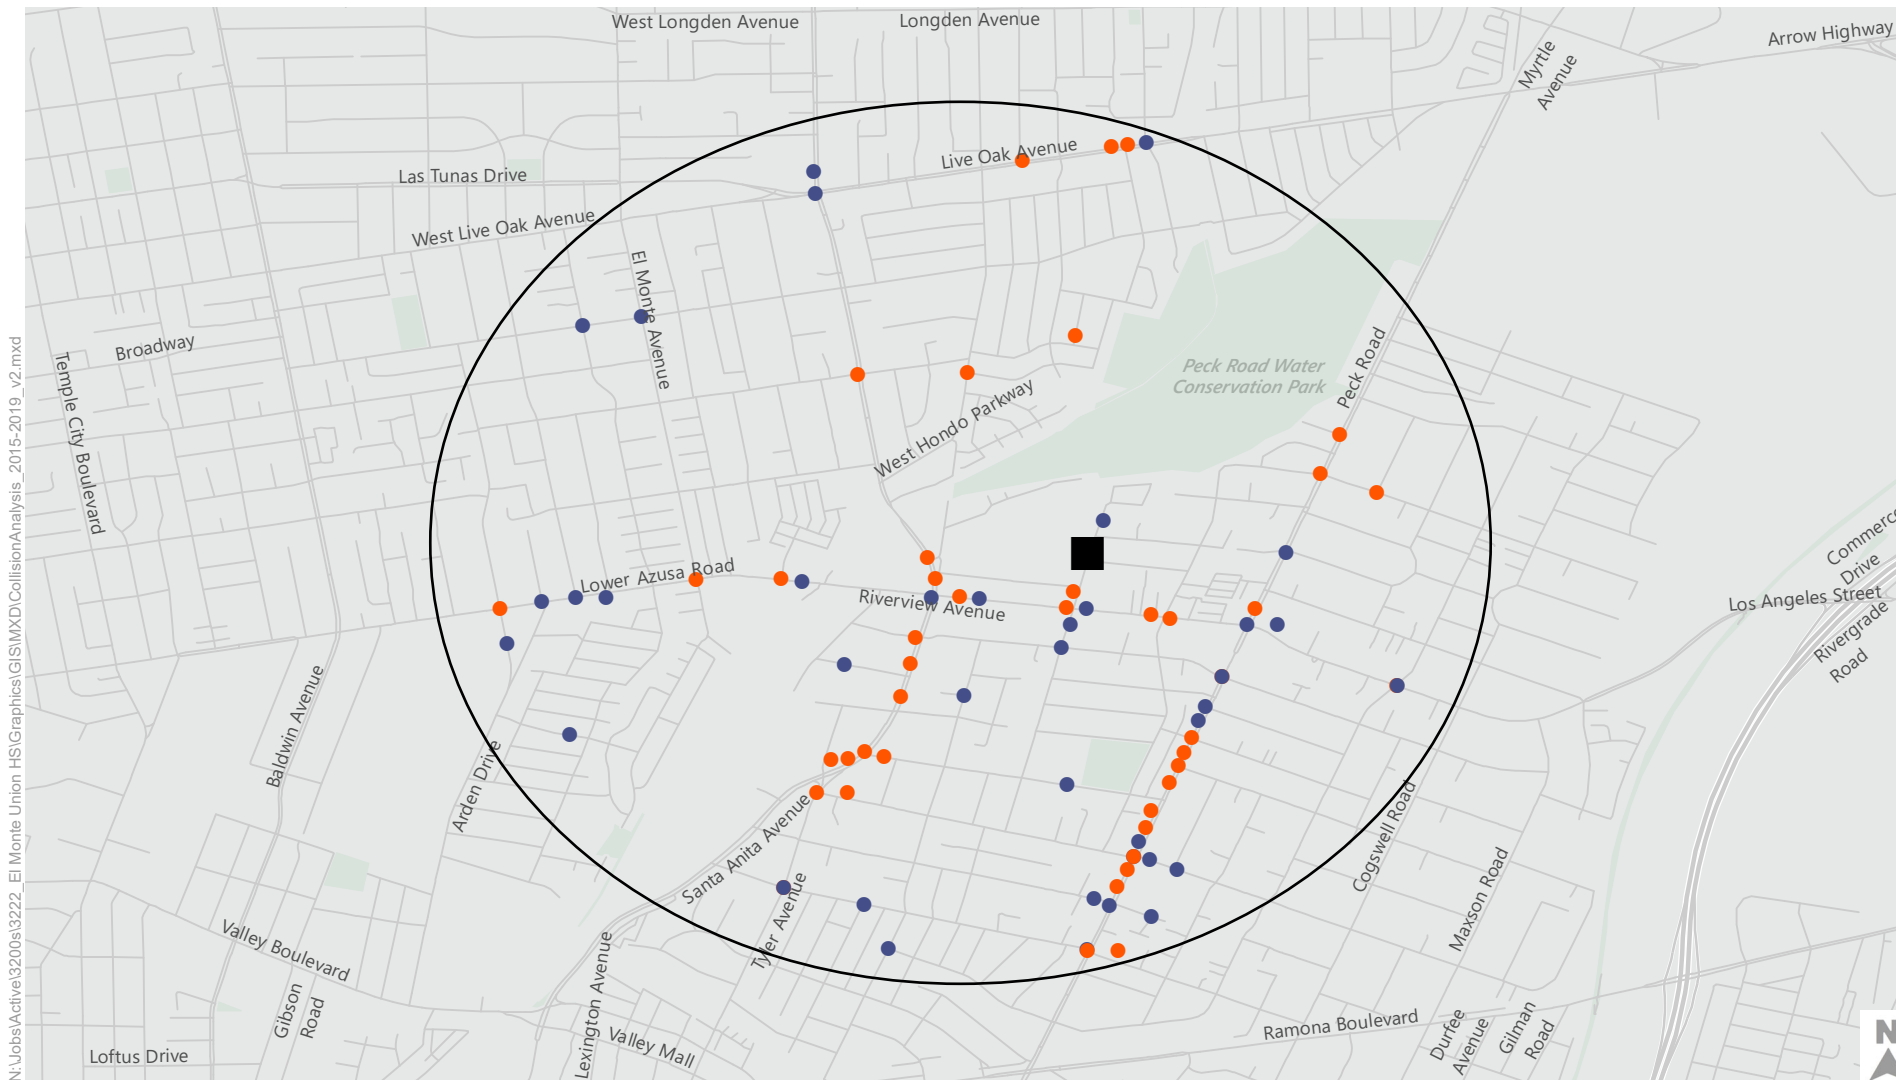 West Longden Avenue
Longden Avenue
Arrow Highway
Myrtle
Avenue
Live Oak Avenue
Las Tunas Drive
West Live Oak Avenue
El Monte Avenue
Broadway
Temple City Boulevard
Peck Road Water
Conservation Park
Peck Road
West Hondo Parkway
Lower Azusa Road
Riverview Avenue
Commerce
Drive
Los Angeles Street
Rivergrade
Road
Baldwin Avenue
Arden Drive
Santa Anita Avenue
Tyler Avenue
Cogswell Road
Maxson Road
Valley Boulevard
Gibson
Road
Lexington Avenue
Valley Mall
Loftus Drive
Ramona Boulevard
Durfee
Avenue
Gilman
Road
N
N:\Jobs\Active\3200s\3222_El Monte Union HS\Graphics\GIS\MXD\CollisionAnalysis_2015-2019_v2.mxd